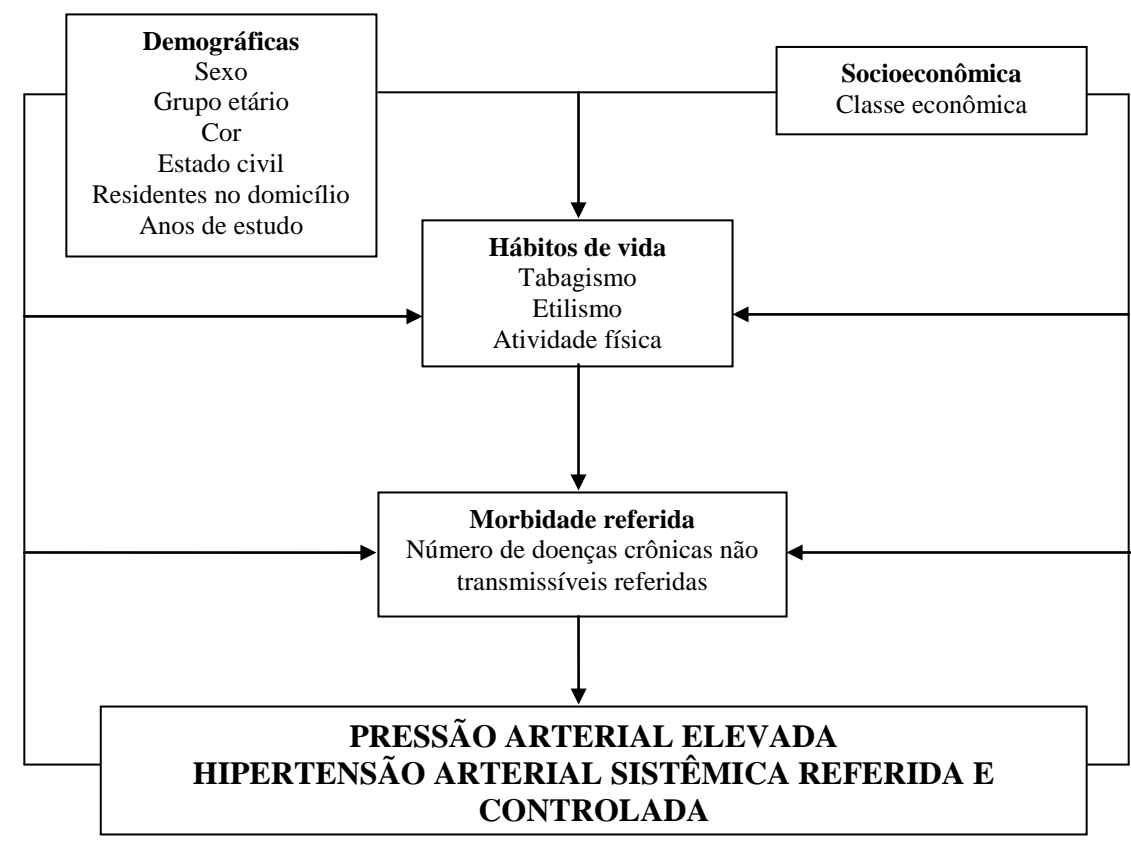 Demográficas
Sexo
Grupo etário
Cor
Estado civil
Residentes no domicílio
Anos de estudo
Socioeconômica
Classe econômica
Hábitos de vida
Tabagismo
Etilismo
Atividade física
Morbidade referida
Número de doenças crônicas não
transmissíveis referidas
PRESSÃO ARTERIAL ELEVADA
HIPERTENSÃO ARTERIAL SISTÊMICA REFERIDA E
CONTROLADA